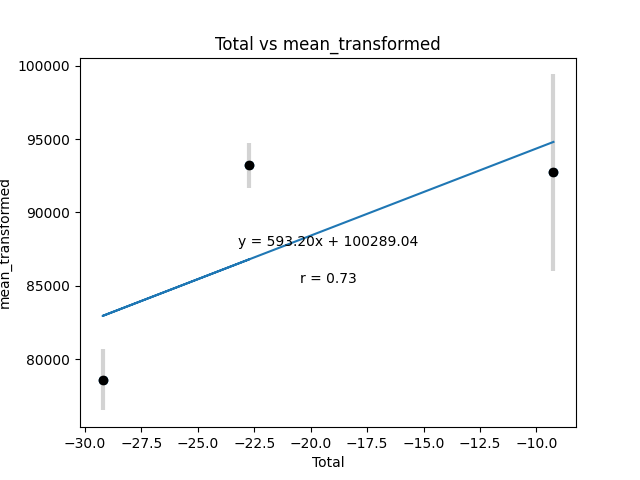 Total vs mean_transformed
100000
95000
90000
85000
80000
mean_transformed
y = 593.20x + 100289.04
r = 0.73
−30.0 −27.5 −25.0 −22.5 −20.0 −17.5 −15.0 −12.5 −10.0
Total